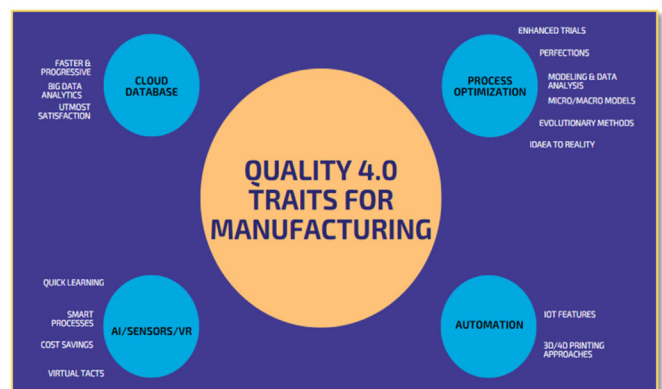 FASTER &
PROGRESSIVE
BIG DATA
ANALYTICS
UTMOST
SATISFACTION
CLOUD
DATABASE
PROCESS
OPTIMIZATION
ENHANCED TRIALS
PERFECTIONS
MODELING & DATA
ANALYSIS
MICRO/MACRO MODELS
EVOLUTIONARY METHODS
IDAEA TO REALITY
QUALITY 4.0
TRAITS FOR
MANUFACTURING
QUICK LEARNING
SMART
PROCESSES
COST SAVINGS
VIRTUAL TACTS
AI/SENSORS/VR
AUTOMATION
IOT FEATURES
3D/4D PRINTING
APPROACHES